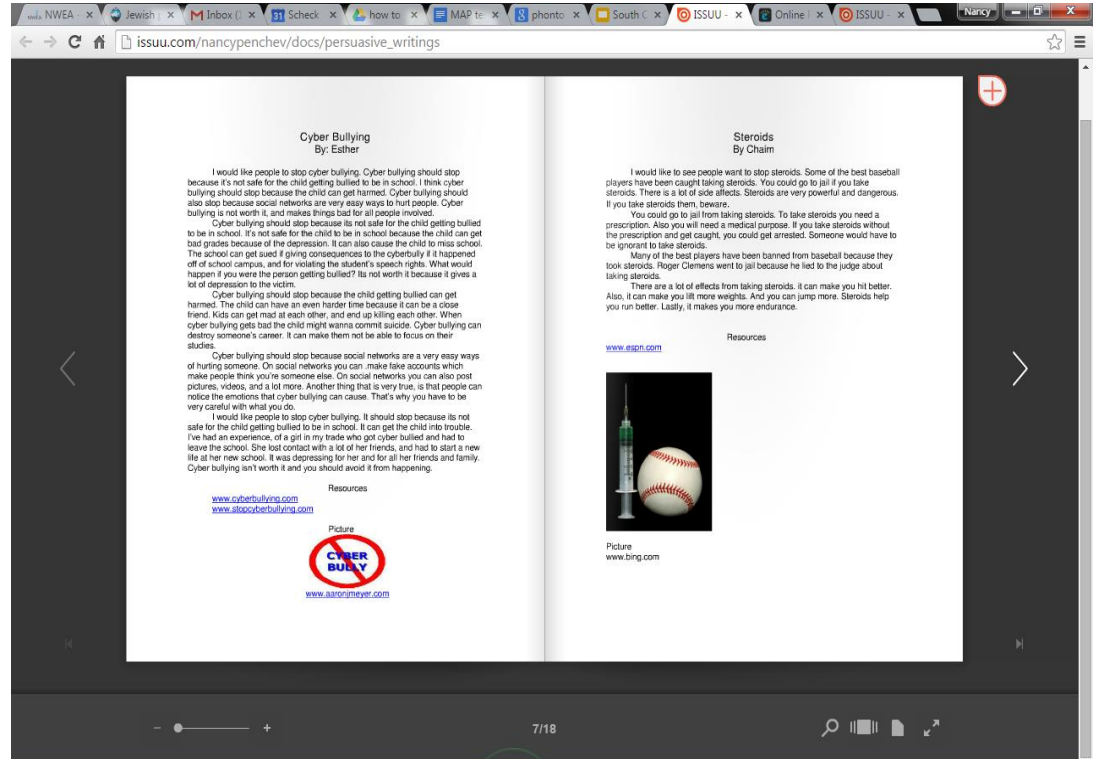 NWEA -
Jewish
M Inbox (
31 Scheck
how to
MAP te
8 phonto
South C
ISSUU -
Online
ISSUU -
Nancy
issuu.com/nancypenchev/docs/persuasive_writings
Cyber Bullying
By: Esther
I would like people to stop cyber bullying. Cyber bullying should stop
because it's not safe for the child getting bullied to be in school. I think cyber
bullying should stop because the child can get harmed. Cyber bullying should
also stop because social networks are very easy ways to hurt people. Cyber
bullying is not worth it, and makes things bad for all people involved.
Cyber bullying should stop because its not safe for the child getting bullied
to be in school. It's not safe for the child to be in school because the child can get
bad grades because of the depression. It can also cause the child to miss school.
The school can get sued if giving consequences to the cyberbully if it happened
off of school campus, and for violating the student's speech rights. What would
happen if you were the person getting bullied? Its not worth it because it gives a
lot of depression to the victim.
Cyber bullying should stop because the child getting bullied can get
harmed. The child can have an even harder time because it can be a close
friend. Kids can get mad at each other, and end up killing each other. When
cyber bullying gets bad the child might wanna commit suicide. Cyber bullying can
destroy someone's career. It can make them not be able to focus on their
studies.
Cyber bullying should stop because social networks are a very easy ways
of hurting someone. On social networks you can .make fake accounts which
make people think you're someone else. On social networks you can also post
pictures, videos, and a lot more. Another thing that is very true, is that people can
notice the emotions that cyber bullying can cause. That's why you have to be
very careful with what you do.
I would like people to stop cyber bullying. It should stop because its not
safe for the child getting bullied to be in school. It can get the child into trouble.
I've had an experience, of a girl in my trade who got cyber bullied and had to
leave the school. She lost contact with a lot of her friends, and had to start a new
life at her new school. It was depressing for her and for all her friends and family.
Cyber bullying isn't worth it and you should avoid it from happening.
Resources
www.cyberbullying.com
www.stopcyberbullying.com
Picture
CYBER
BULLY
www.aaronjmeyer.com
Steroids
By Chaim
I would like to see people want to stop steroids. Some of the best baseball
players have been caught taking steroids. You could go to jail if you take
steroids. There is a lot of side affects. Steroids are very powerful and dangerous.
If you take steroids them, beware.
You could go to jail from taking steroids. To take steroids you need a
prescription. Also you will need a medical purpose. If you take steroids without
the prescription and get caught, you could get arrested. Someone would have to
be ignorant to take steroids.
Many of the best players have been banned from baseball because they
took steroids. Roger Clemens went to jail because he lied to the judge about
taking steroids.
There are a lot of effects from taking steroids. it can make you hit better.
Also, it can make you lift more weights. And you can jump more. Steroids help
you run better. Lastly, it makes you more endurance.
Resources
www.espn.com
Picture
www.bing.com
7/18